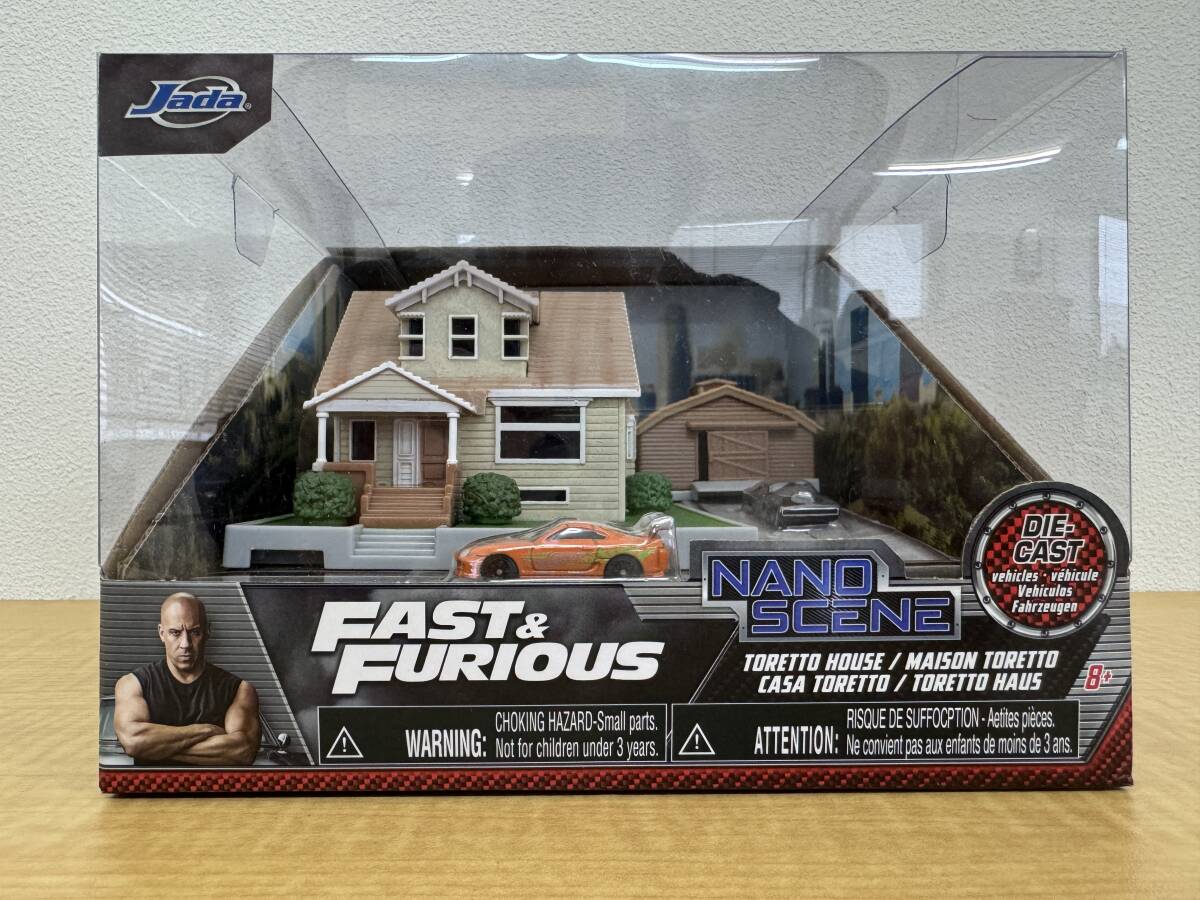 Jada®
DIE-
CAST
vehicles · véhicule
Vehículos
Fahrzeugen
NANO
SCENE
FAST &
FURIOUS
TORETTO HOUSE / MAISON TORETTO
CASA TORETTO / TORETTO HAUS
8+
WARNING: CHOKING HAZARD-Small parts.
Not for children under 3 years.
ATTENTION: RISQUE DE SUFFOCPTION - Aetites pièces.
Ne convient pas aux enfants de moins de 3 ans.